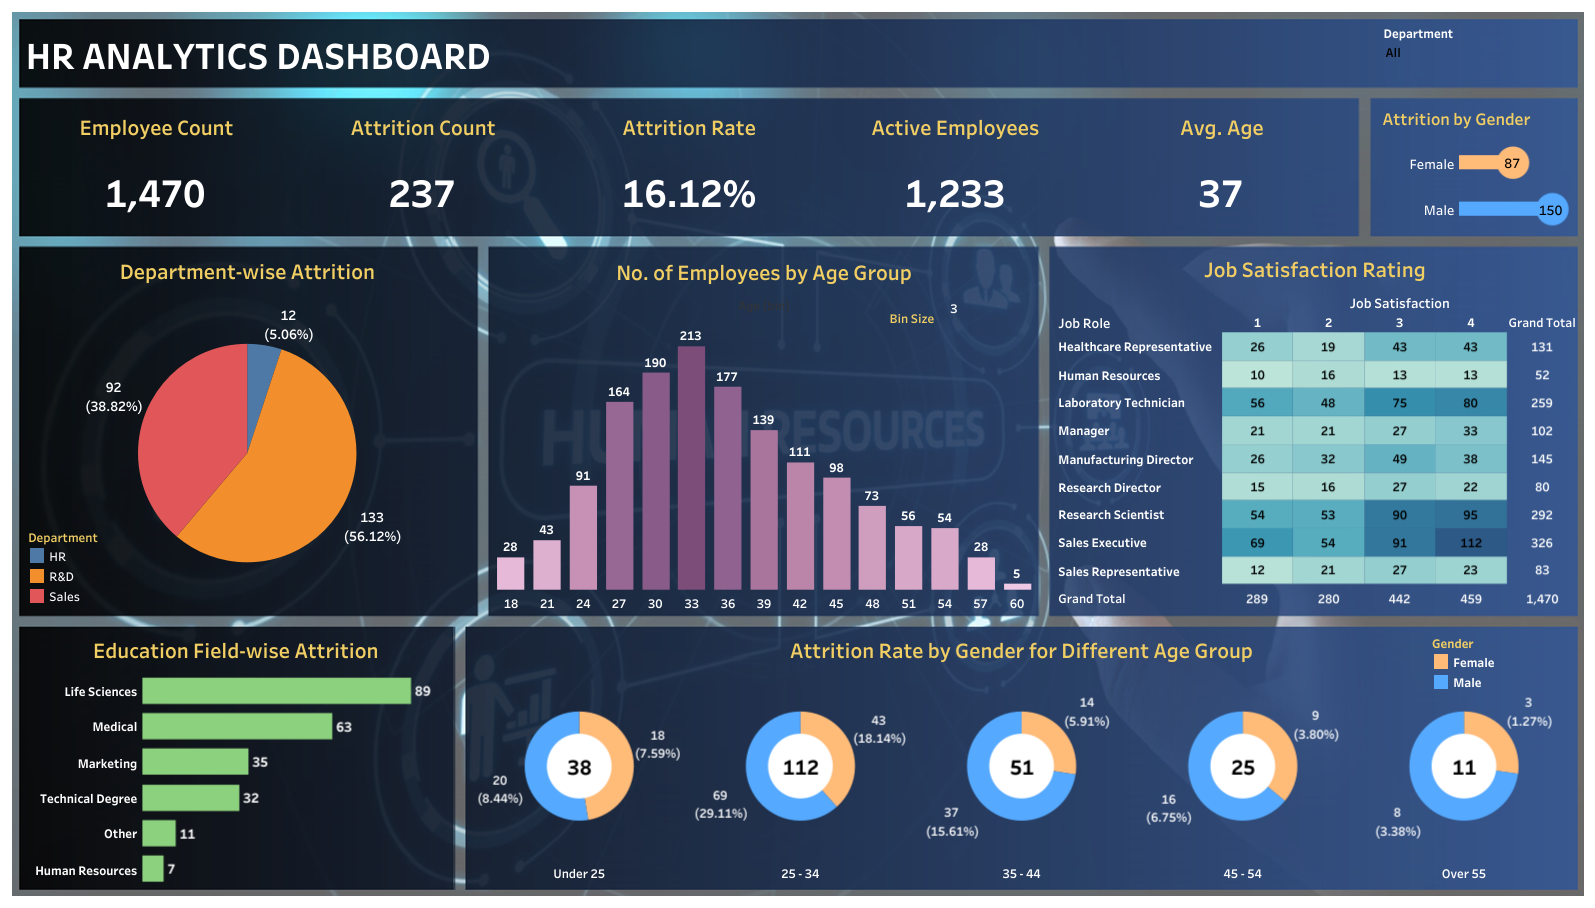 HR ANALYTICS DASHBOARD
Department
All
Employee Count
Attrition Count
Attrition Rate
Active Employees
Avg. Age
1,470
237
16.12%
1,233
37
Attrition by Gender
Female 87
Male 150
Department-wise Attrition
12
(5.06%)
92
(38.82%)
133
(56.12%)
Department
HR
R&D
Sales
No. of Employees by Age Group
Bin Size 3
28 43 91 164 190 213 177 139 111 98 73 56 54 28 5
18 21 24 27 30 33 36 39 42 45 48 51 54 57 60
HUMAN RESOURCES
Job Satisfaction Rating
Job Satisfaction
Job Role 1 2 3 4 Grand Total
Healthcare Representative 26 19 43 43 131
Human Resources 10 16 13 13 52
Laboratory Technician 56 48 75 80 259
Manager 21 21 27 33 102
Manufacturing Director 26 32 49 38 145
Research Director 15 16 27 22 80
Research Scientist 54 53 90 95 292
Sales Executive 69 54 91 112 326
Sales Representative 12 21 27 23 83
Grand Total 289 280 442 459 1,470
Education Field-wise Attrition
Life Sciences 89
Medical 63
Marketing 35
Technical Degree 32
Other 11
Human Resources 7
Attrition Rate by Gender for Different Age Group
Gender
Female
Male
18
(7.59%)
38
20
(8.44%)
Under 25
43
(18.14%)
112
69
(29.11%)
25 - 34
14
(5.91%)
51
37
(15.61%)
35 - 44
9
(3.80%)
25
16
(6.75%)
45 - 54
3
(1.27%)
11
8
(3.38%)
Over 55